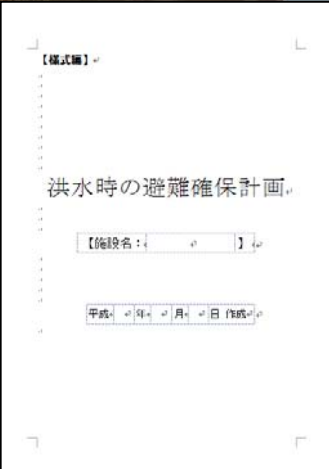 【様式編】
洪水時の避難確保計画
【施設名： 】
平成 年 月 日 作成